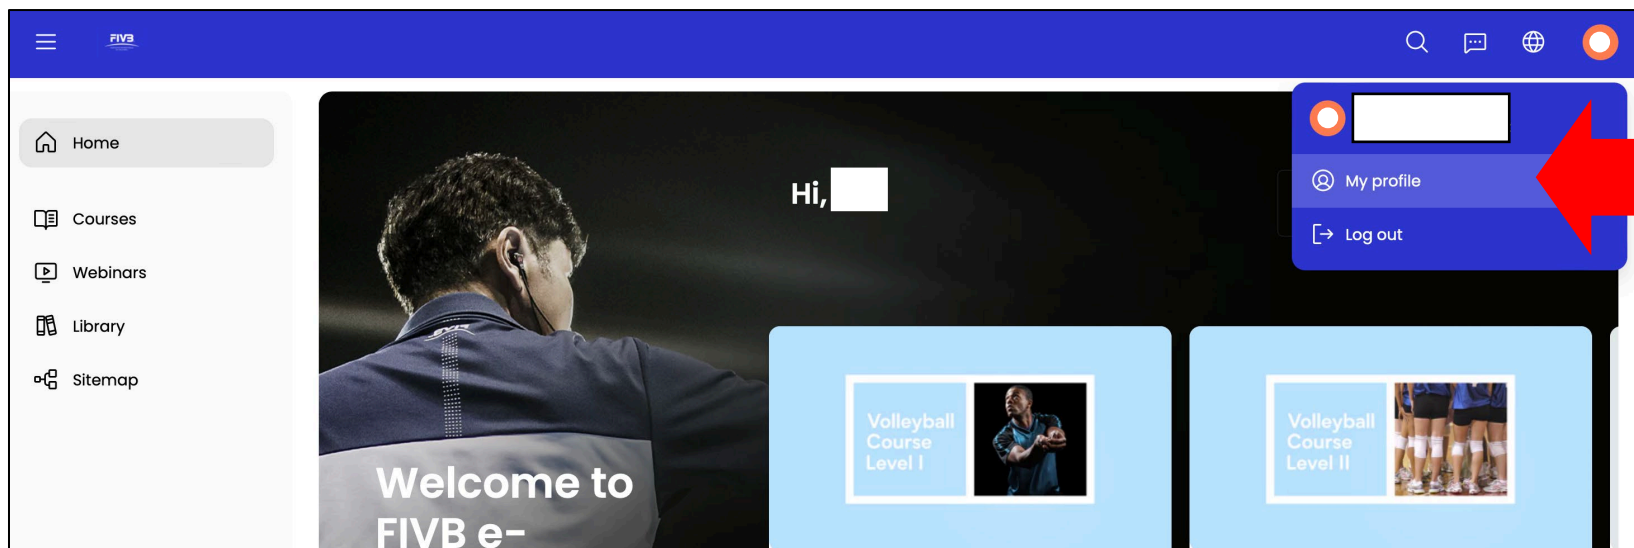 FIVB
Home
Courses
Webinars
Library
Sitemap
Hi,
My profile
Log out
Welcome to
FIVB e-
Volleyball
Course
Level I
Volleyball
Course
Level II